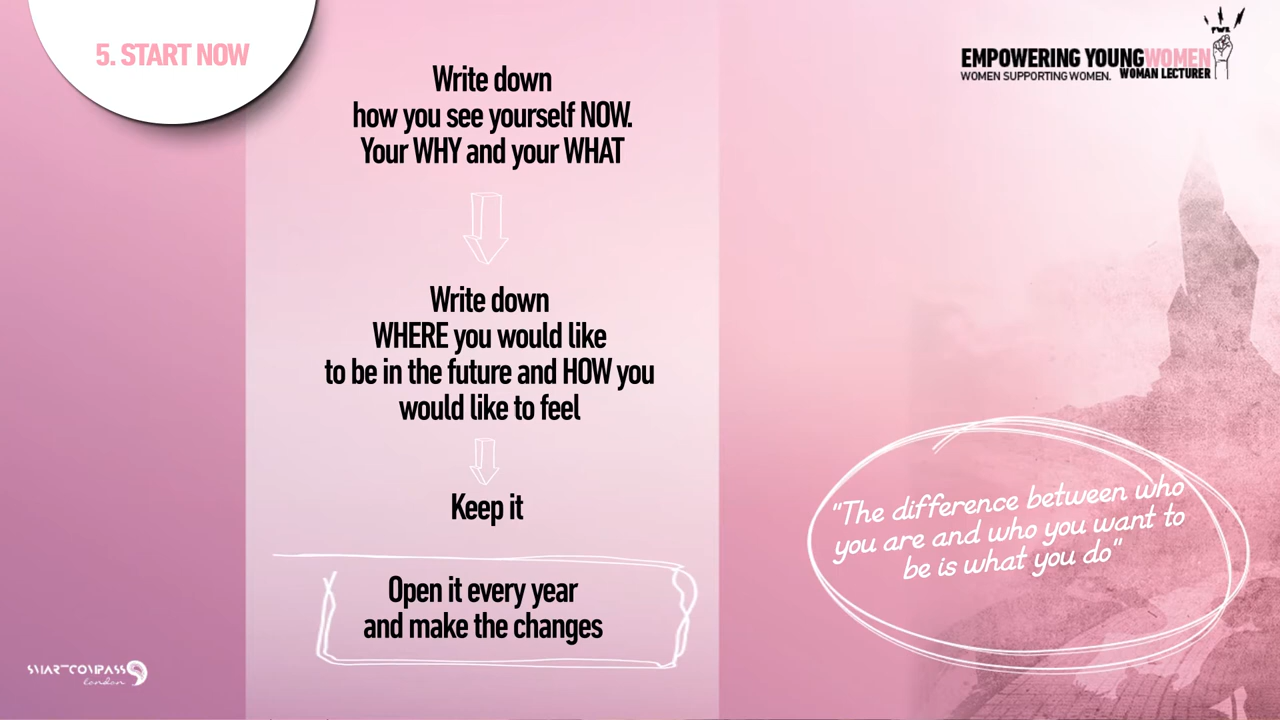 5. START NOW
EMPOWERING YOUNGWOMEN
WOMEN SUPPORTING WOMEN. WOMAN LECTURER
Write down
how you see yourself NOW.
Your WHY and your WHAT
Write down
WHERE you would like
to be in the future and HOW you
would like to feel
Keep it
Open it every year
and make the changes
"The difference between who
you are and who you want to
be is what you do"
SMARTCOMPASS
london